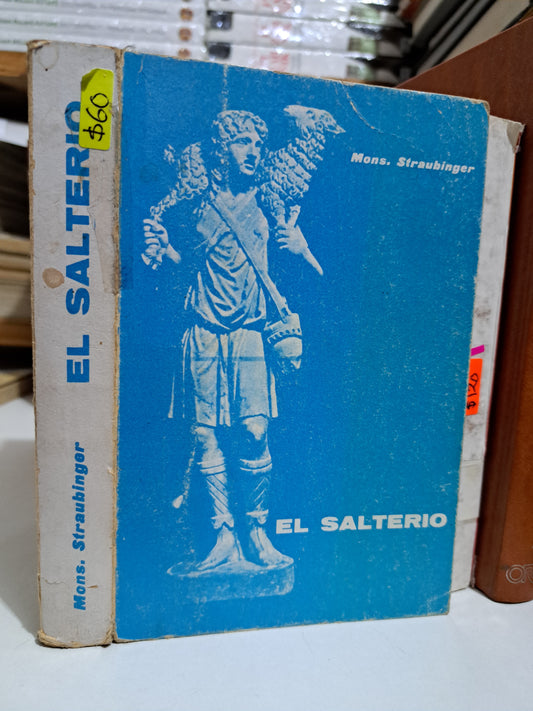 Mons. Straubinger
EL SALTERIO
$60
EL SALTERIO
Mons. Straubinger
$120